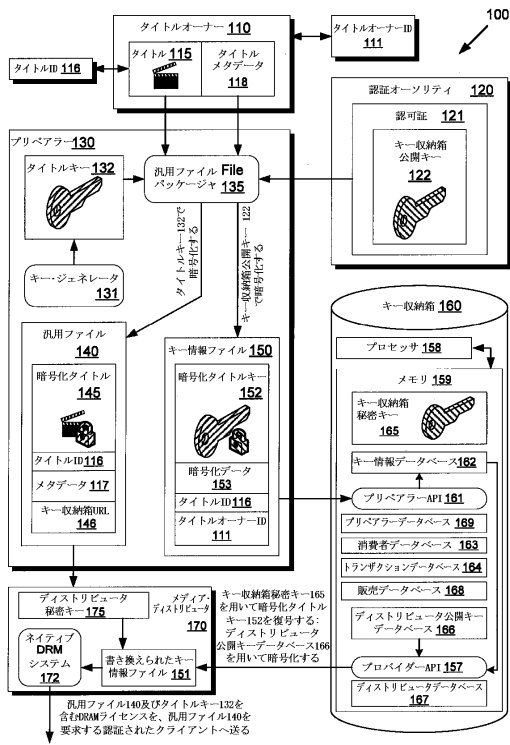 100
タイトルオーナー 110
タイトル 115
タイトル
メタデータ
118
タイトルオーナーID
111
タイトルID 116
認証オーソリティ 120
認可証 121
キー収納箱
公開キー
122
プリペアラー 130
タイトルキー 132
汎用ファイル File
パッケージャ 135
キー・ジェネレータ
131
タイトルキー132で
暗号化する
キー収納箱公開キー 122
で暗号化する
汎用ファイル
140
暗号化タイトル
145
タイトルID 116
メタデータ 117
キー収納箱URL
146
キー情報ファイル 150
暗号化タイトルキー
152
暗号化データ
153
タイトルID 116
タイトルオーナーID
111
キー収納箱 160
プロセッサ 158
メモリ 159
キー収納箱
秘密キー
165
キー情報データベース 162
プリペアラーAPI 161
プリペアラーデータベース 169
消費者データベース 163
トランザクションデータベース 164
販売データベース 168
ディストリビュータ公開キー
データベース 166
プロバイダーAPI 157
ディストリビュータデータベース
167
ディストリビュータ
秘密キー 175
メディア・
ディストリビュータ
170
ネイティブ
DRM
システム
172
書き換えられたキー
情報ファイル 151
キー収納箱秘密キー165
を用いて暗号化タイトル
キー152を復号する:
ディストリビュータ
公開キーデータベース166
を用いて暗号化する
汎用ファイル140及びタイトルキー132を
含むDRAMライセンスを、汎用ファイル140を
要求する認証されたクライアントへ送る